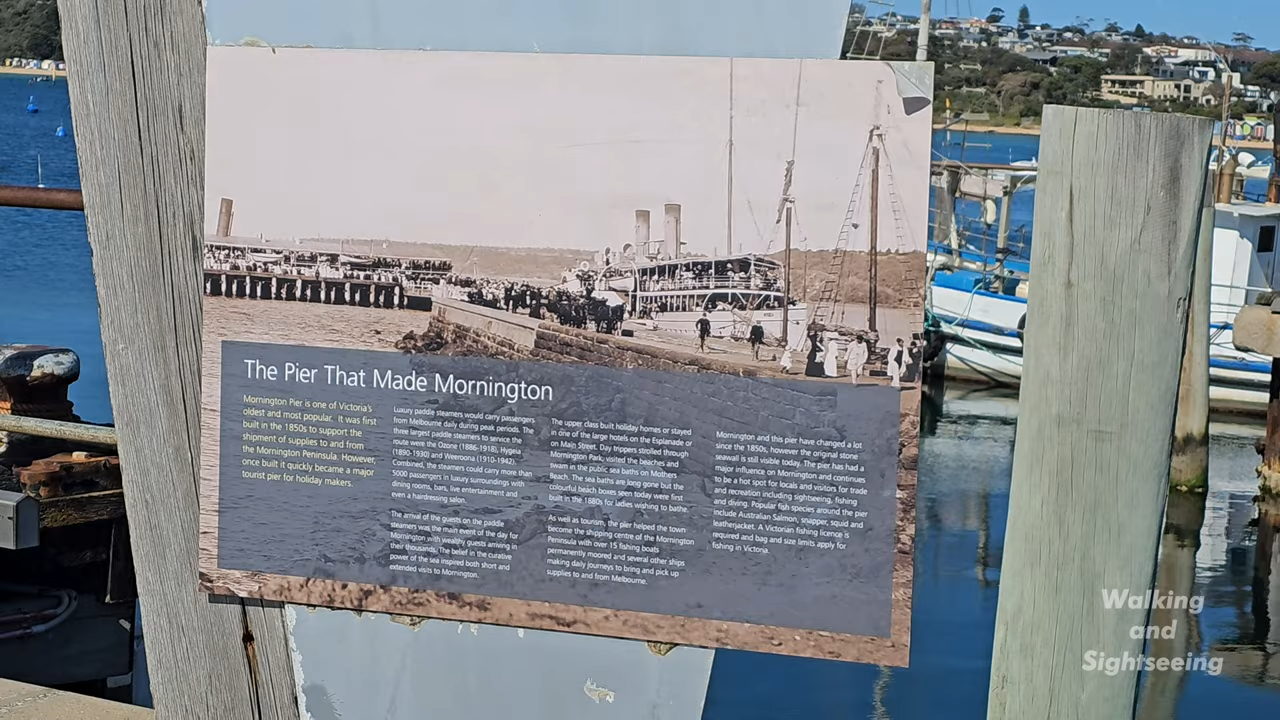 The Pier That Made Mornington
Mornington Pier is one of Victoria's
oldest and most popular. It was first
built in the 1850s to support the
shipment of supplies to and from
the Mornington Peninsula. However,
once built it quickly became a major
tourist pier for holiday makers.
Luxury paddle steamers would carry passengers
from Melbourne daily during peak periods. The
three largest paddle steamers to service the
route were the Ozone (1886-1918), Hygeia
(1890-1930) and Weeroona (1910-1942).
Combined, the steamers could carry more than
5000 passengers in luxury surroundings with
dining rooms, bars, live entertainment and
even a hairdressing salon.
The arrival of the guests on the paddle
steamers was the main event of the day for
Mornington with wealthy guests arriving in
their thousands. The belief in the curative
power of the sea inspired both short and
extended visits to Mornington.
The upper class built holiday homes or stayed
in one of the large hotels on the Esplanade or
on Main Street. Day trippers strolled through
Mornington Park, visited the beaches and
swam in the public sea baths on Mothers
Beach. The sea baths are long gone but the
colourful beach boxes seen today were first
built in the 1880s for ladies wishing to bathe.
As well as tourism, the pier helped the town
become the shipping centre of the Mornington
Peninsula with over 15 fishing boats
permanently moored and several other ships
making daily journeys to bring and pick up
supplies to and from Melbourne.
Mornington and this pier have changed a lot
since the 1850s, however the original stone
seawall is still visible today. The pier has had a
major influence on Mornington and continues
to be a hot spot for locals and visitors for trade
and recreation including sightseeing, fishing
and diving. Popular fish species around the pier
include Australian Salmon, snapper, squid and
leatherjacket. A Victorian fishing licence is
required and bag and size limits apply for
fishing in Victoria.
Walking
and
Sightseeing